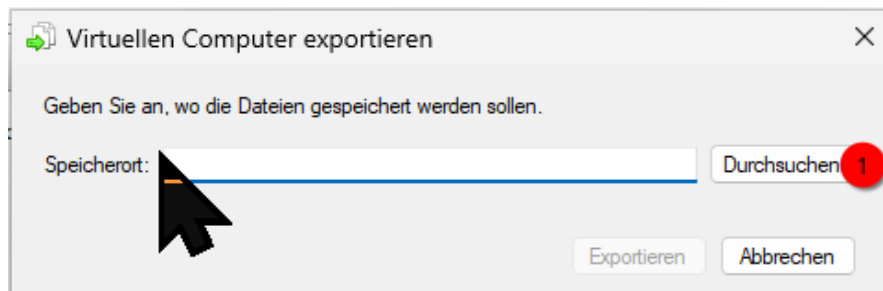 Virtuellen Computer exportieren
Geben Sie an, wo die Dateien gespeichert werden sollen.
Speicherort:
Durchsuchen 1
Exportieren Abbrechen